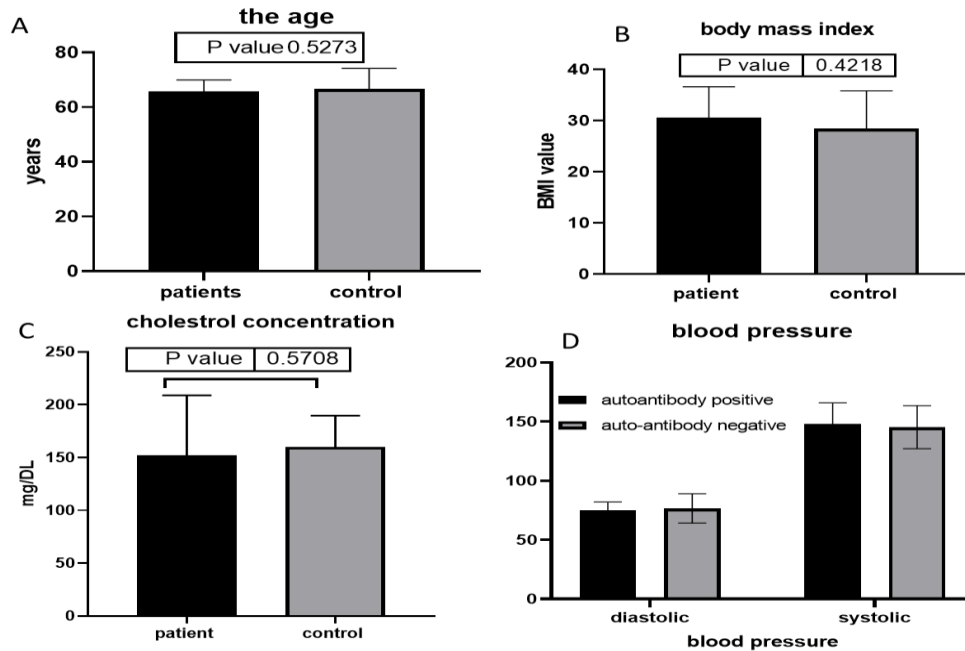 A
the age
P value 0.5273
years
80
60
40
20
0
patients
control
B
body mass index
P value 0.4218
BMI value
40
30
20
10
0
patient
control
C
cholestrol concentration
P value 0.5708
mg/DL
250
200
150
100
50
0
patient
control
D
blood pressure
200
150
100
50
0
autoantibody positive
auto-antibody negative
diastolic
systolic
blood pressure